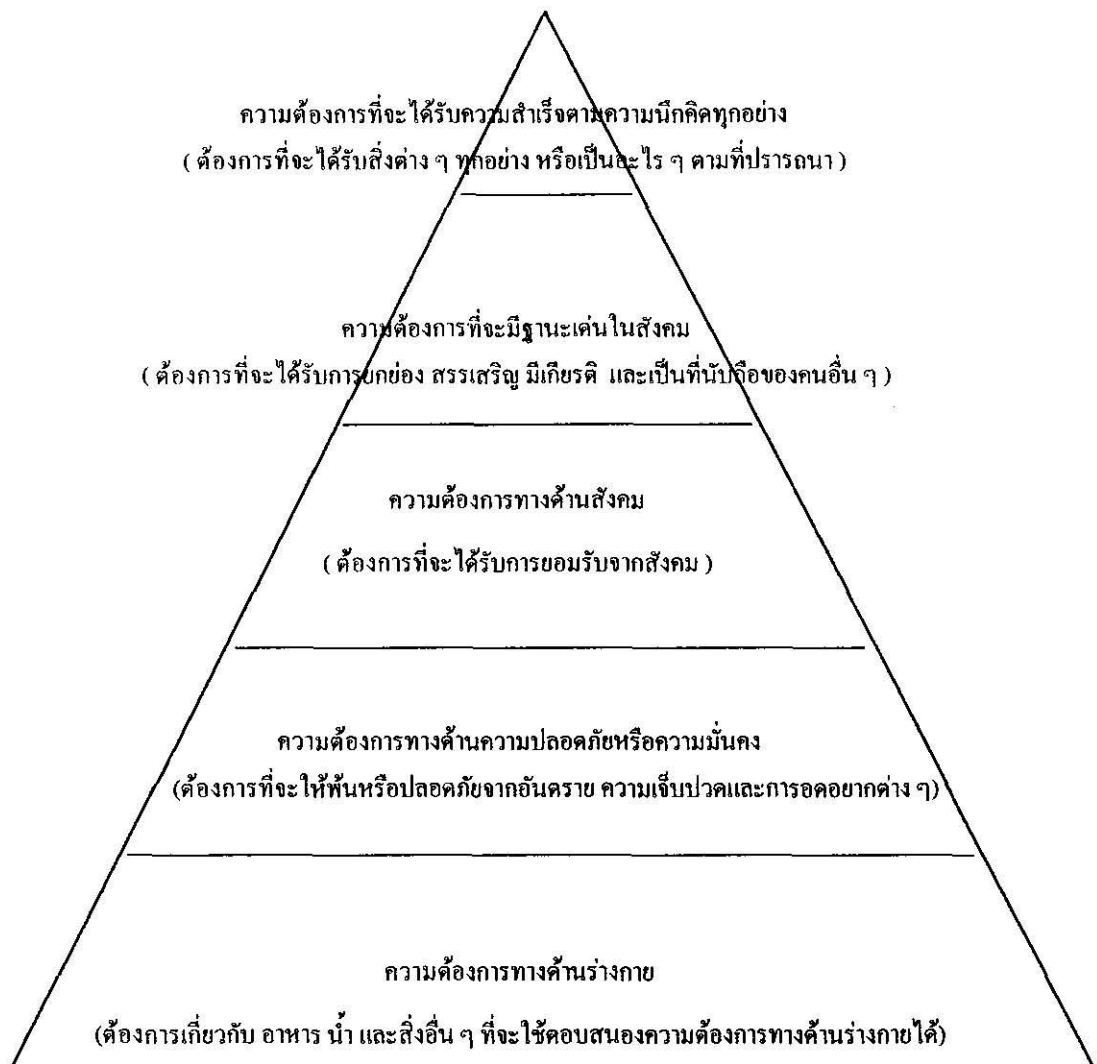 ความต้องการที่จะได้รับความสำเร็จตามความนึกคิดทุกอย่าง
( ต้องการที่จะได้รับสิ่งต่าง ๆ ทุกอย่าง หรือเป็นอะไร ๆ ตามที่ปรารถนา )
ความต้องการที่จะมีฐานะเด่นในสังคม
( ต้องการที่จะได้รับการยกย่อง สรรเสริญ มีเกียรติ และเป็นที่นับถือของคนอื่น ๆ )
ความต้องการทางด้านสังคม
( ต้องการที่จะได้รับการยอมรับจากสังคม )
ความต้องการทางด้านความปลอดภัยหรือความมั่นคง
(ต้องการที่จะให้พ้นหรือปลอดภัยจากอันตราย ความเจ็บปวดและการอดอยากต่าง ๆ)
ความต้องการทางด้านร่างกาย
(ต้องการเกี่ยวกับ อาหาร น้ำ และสิ่งอื่น ๆ ที่จะใช้ตอบสนองความต้องการทางด้านร่างกายได้)